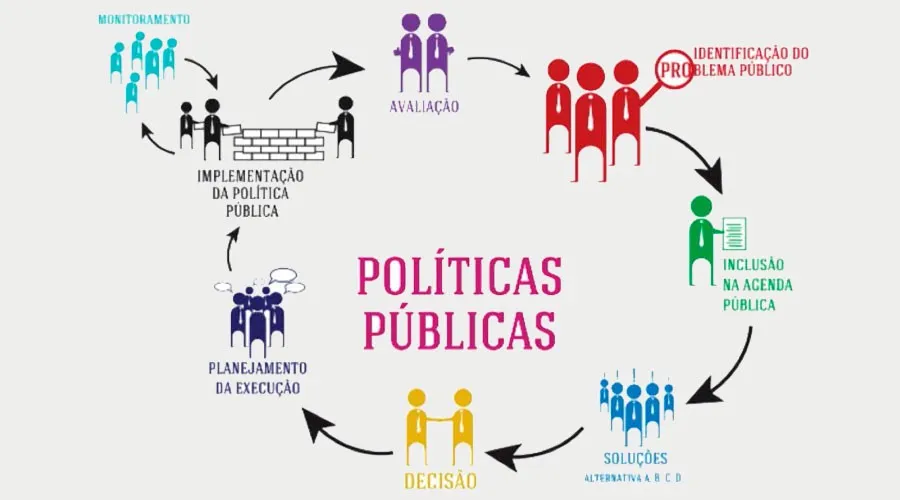 MONITORAMENTO
AVALIAÇÃO
IDENTIFICAÇÃO DO
PROBLEMA PÚBLICO
IMPLEMENTAÇÃO
DA POLÍTICA
PÚBLICA
INCLUSÃO
NA AGENDA
PÚBLICA
POLÍTICAS
PÚBLICAS
PLANEJAMENTO
DA EXECUÇÃO
DECISÃO
SOLUÇÕES
ALTERNATIVA A, B C D